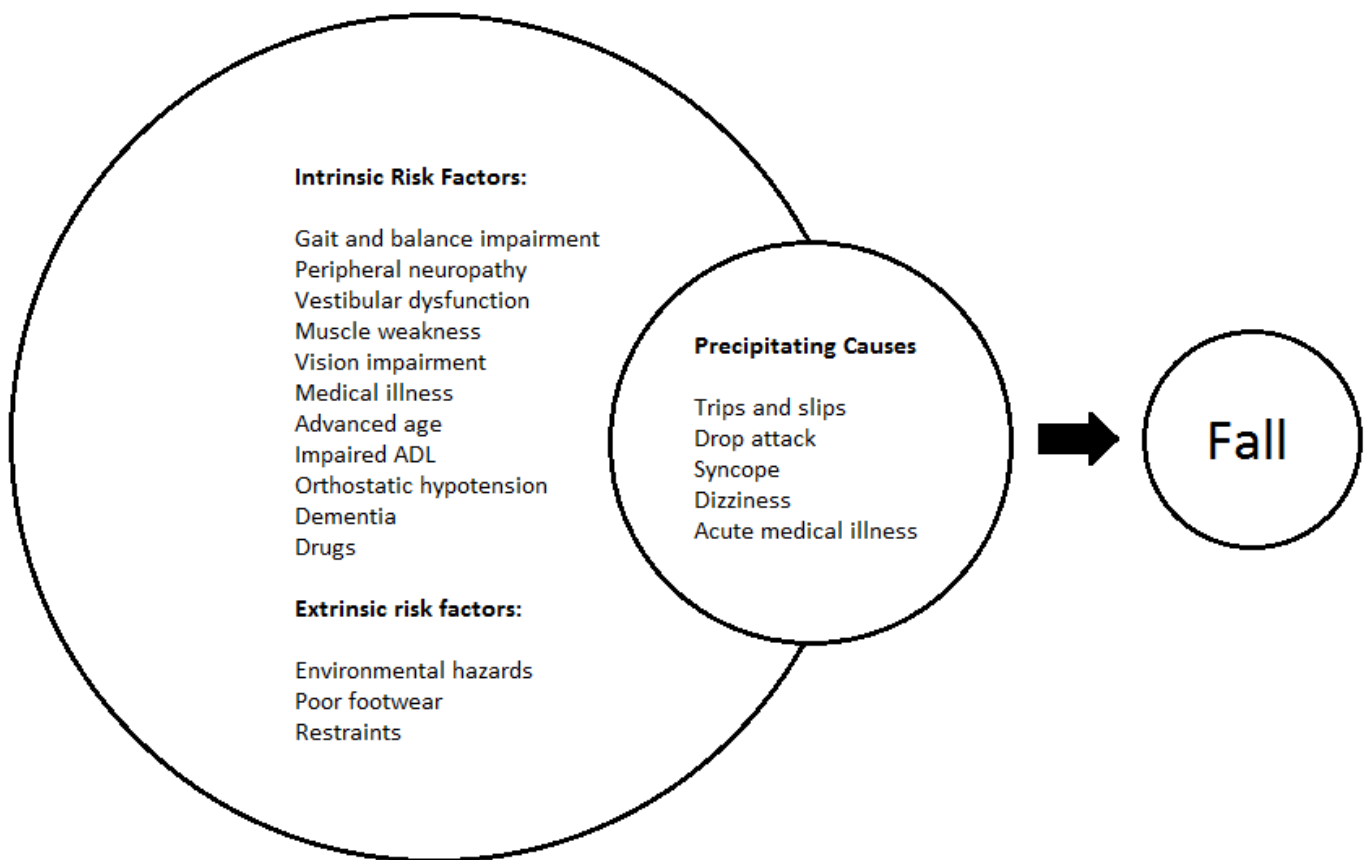 Intrinsic Risk Factors:
Gait and balance impairment
Peripheral neuropathy
Vestibular dysfunction
Muscle weakness
Vision impairment
Medical illness
Advanced age
Impaired ADL
Orthostatic hypotension
Dementia
Drugs
Extrinsic risk factors:
Environmental hazards
Poor footwear
Restraints
Precipitating Causes
Trips and slips
Drop attack
Syncope
Dizziness
Acute medical illness
Fall